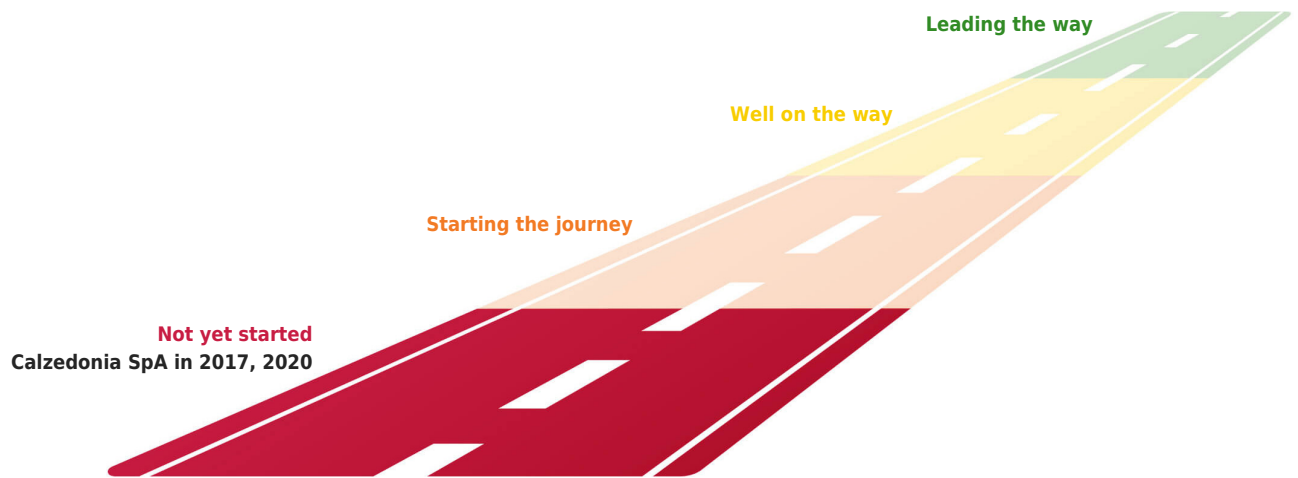 Leading the way
Well on the way
Starting the journey
Not yet started
Calzedonia SpA in 2017, 2020